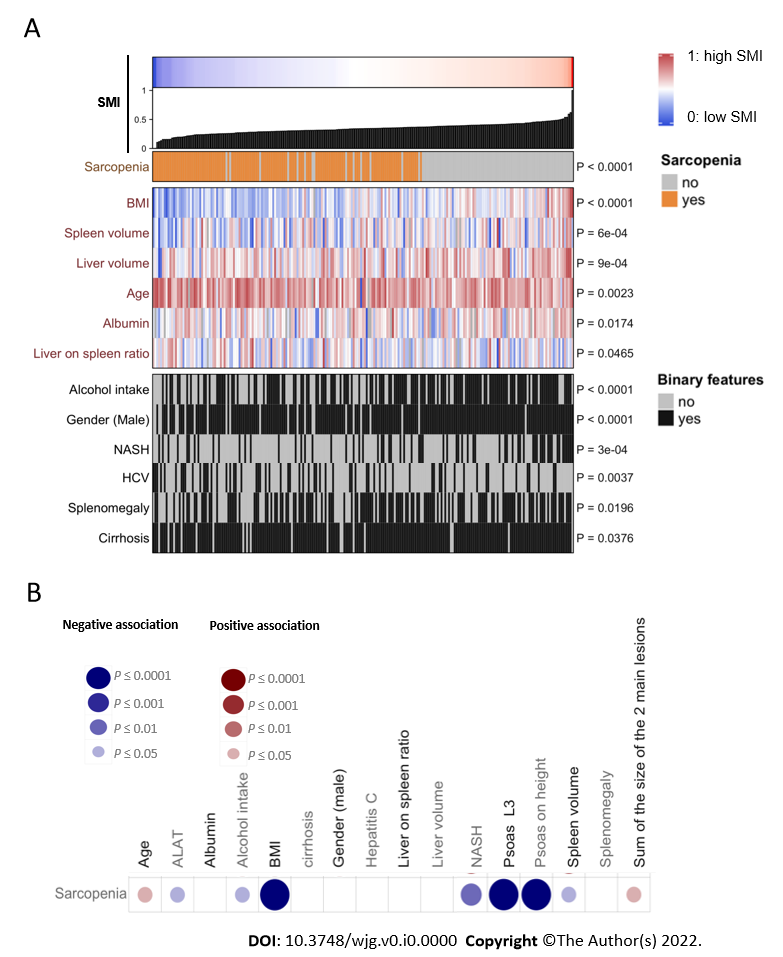 A
SMI
1
0.5
0
1: high SMI
0: low SMI
Sarcopenia
no
yes
Sarcopenia P < 0.0001
BMI P < 0.0001
Spleen volume P = 6e-04
Liver volume P = 9e-04
Age P = 0.0023
Albumin P = 0.0174
Liver on spleen ratio P = 0.0465
Binary features
no
yes
Alcohol intake P < 0.0001
Gender (Male) P < 0.0001
NASH P = 3e-04
HCV P = 0.0037
Splenomegaly P = 0.0196
Cirrhosis P = 0.0376
B
Negative association
P ≤ 0.0001
P ≤ 0.001
P ≤ 0.01
P ≤ 0.05
Positive association
P ≤ 0.0001
P ≤ 0.001
P ≤ 0.01
P ≤ 0.05
Age
ALAT
Albumin
Alcohol intake
BMI
cirrhosis
Gender (male)
Hepatitis C
Liver on spleen ratio
Liver volume
NASH
Psoas L3
Psoas on height
Spleen volume
Splenomegaly
Sum of the size of the 2 main lesions
Sarcopenia
DOI: 10.3748/wjg.v0.i0.0000 Copyright ©The Author(s) 2022.